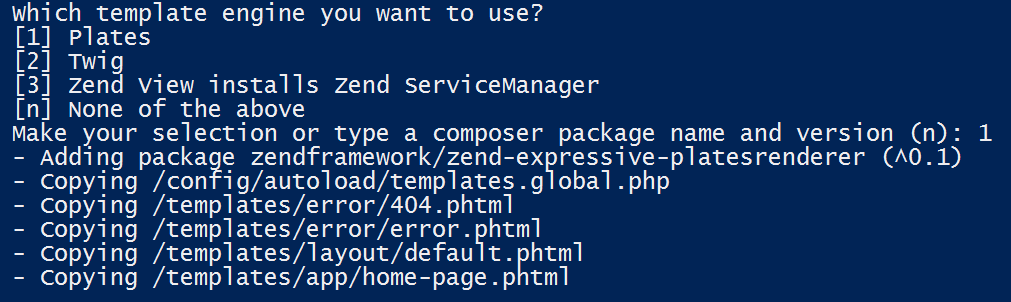 Which template engine you want to use?
[1] Plates
[2] Twig
[3] Zend View installs Zend ServiceManager
[n] None of the above
Make your selection or type a composer package name and version (n): 1
- Adding package zendframework/zend-expressive-platesrenderer (^0.1)
- Copying /config/autoload/templates.global.php
- Copying /templates/error/404.phtml
- Copying /templates/error/error.phtml
- Copying /templates/layout/default.phtml
- Copying /templates/app/home-page.phtml